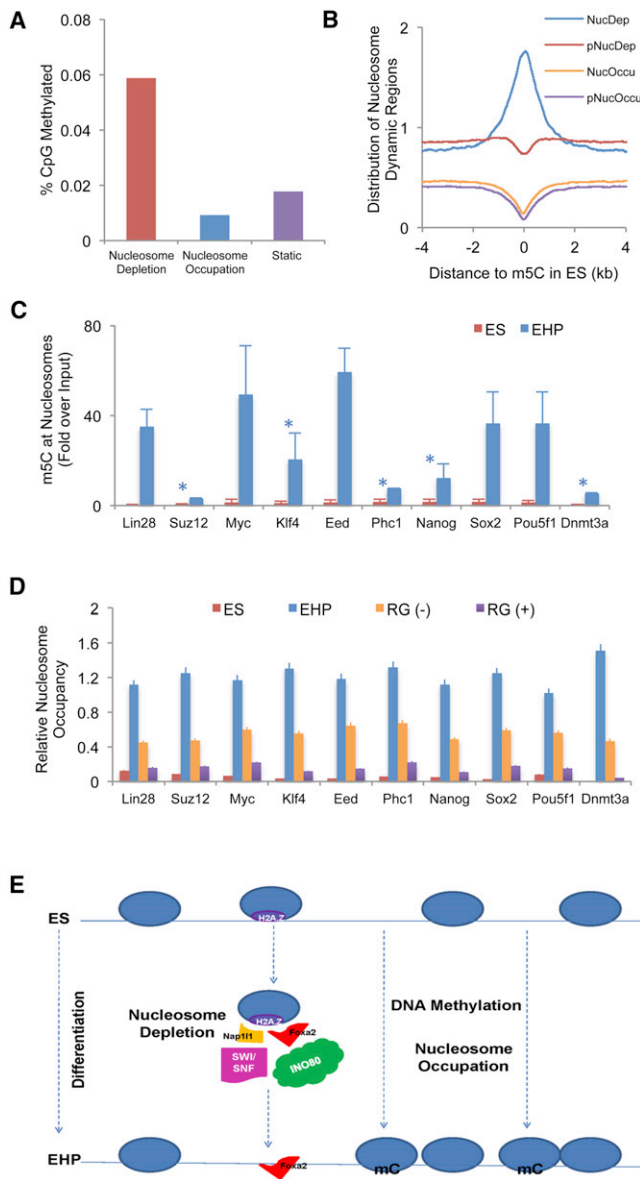 A
% CpG Methylated
0.08
0.06
0.04
0.02
0
Nucleosome
Depletion
Nucleosome
Occupation
Static
B
Distribution of Nucleosome
Dynamic Regions
2
1
0
-4
-2
0
2
4
Distance to m5C in ES (kb)
NucDep
pNucDep
NucOccu
pNucOccu
C
m5C at Nucleosomes
(Fold over Input)
80
40
0
ES
EHP
*
*
*
*
*
Lin28
Suz12
Myc
Klf4
Eed
Phc1
Nanog
Sox2
Pou5f1
Dnmt3a
D
Relative Nucleosome
Occupancy
2
1.6
1.2
0.8
0.4
0
ES
EHP
RG (-)
RG (+)
Lin28
Suz12
Myc
Klf4
Eed
Phc1
Nanog
Sox2
Pou5f1
Dnmt3a
E
ES
H2A.Z
Differentiation
Nucleosome
Depletion
H2A.Z
Nap1l1
Foxa2
SWI/
SNF
INO80
DNA Methylation
Nucleosome
Occupation
EHP
Foxa2
mC
mC